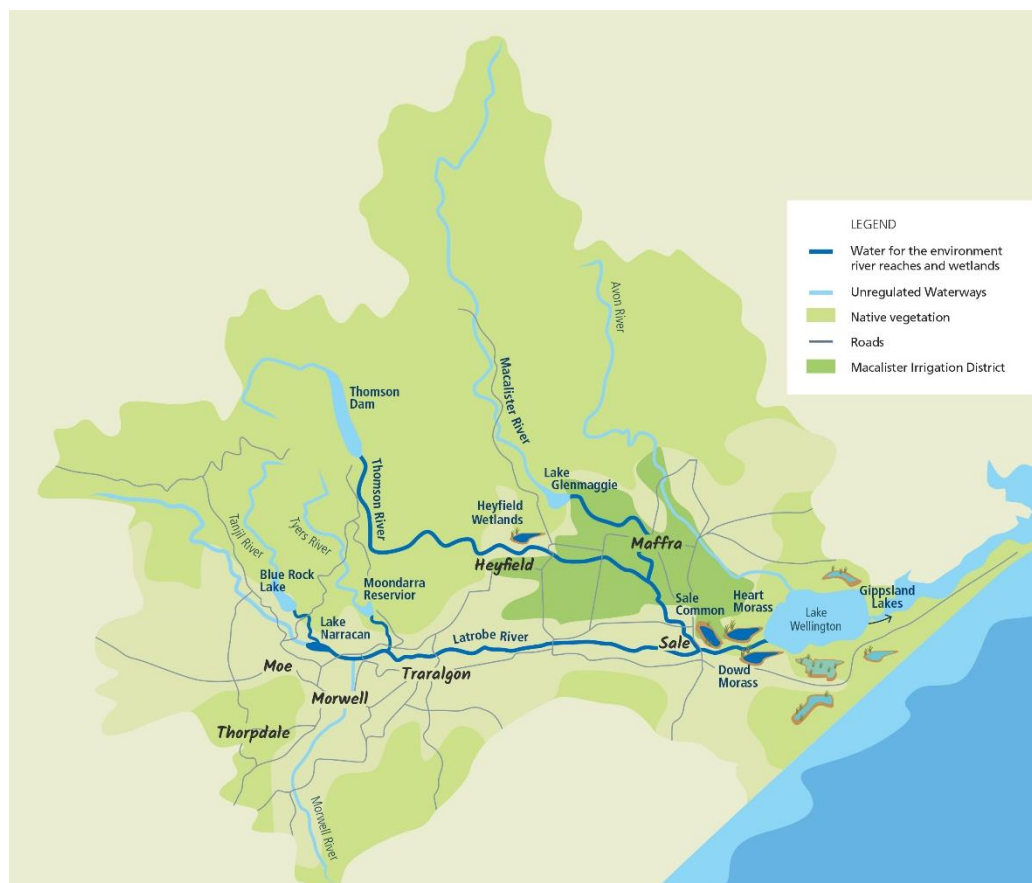 LEGEND
Water for the environment
river reaches and wetlands
Unregulated Waterways
Native vegetation
Roads
Macalister Irrigation District
Avon River
Macalister River
Thomson
Dam
Thomson River
Lake
Glenmaggie
Heyfield
Wetlands
Heyfield
Maffra
Tanjil River
Tyers River
Blue Rock
Lake
Moondarra
Reservior
Lake
Narracan
Latrobe River
Sale
Common
Heart
Morass
Gippsland
Lakes
Lake
Wellington
Sale
Dowd
Morass
Moe
Traralgon
Morwell
Thorpdale
Morwell River